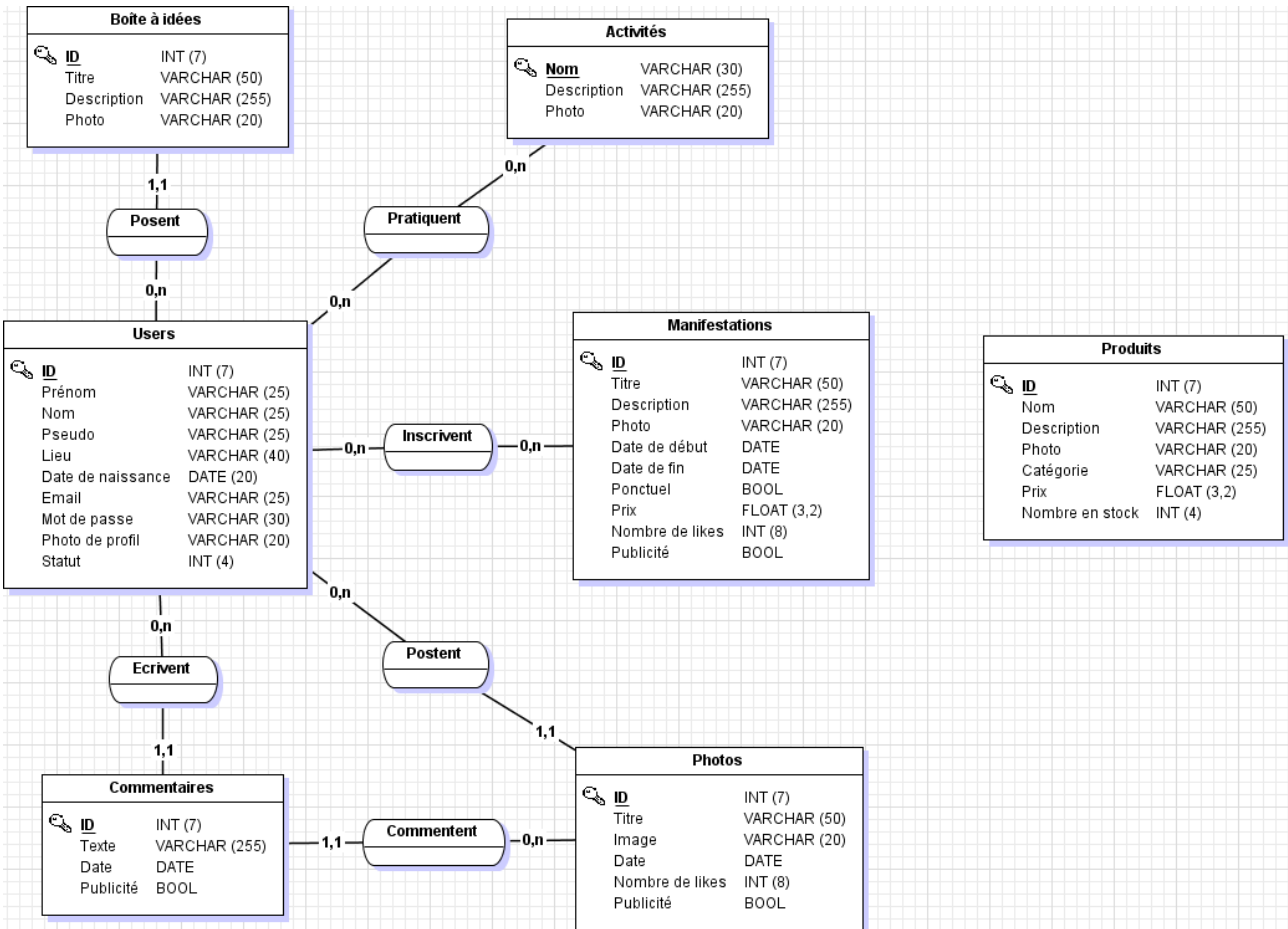 Boîte à idées
ID INT (7)
Titre VARCHAR (50)
Description VARCHAR (255)
Photo VARCHAR (20)
1,1
Posent
0,n
Activités
Nom VARCHAR (30)
Description VARCHAR (255)
Photo VARCHAR (20)
0,n
Pratiquent
0,n
Users
ID INT (7)
Prénom VARCHAR (25)
Nom VARCHAR (25)
Pseudo VARCHAR (25)
Lieu VARCHAR (40)
Date de naissance DATE (20)
Email VARCHAR (25)
Mot de passe VARCHAR (30)
Photo de profil VARCHAR (20)
Statut INT (4)
0,n
Inscrivent
0,n
Manifestations
ID INT (7)
Titre VARCHAR (50)
Description VARCHAR (255)
Photo VARCHAR (20)
Date de début DATE
Date de fin DATE
Ponctuel BOOL
Prix FLOAT (3,2)
Nombre de likes INT (8)
Publicité BOOL
Produits
ID INT (7)
Nom VARCHAR (50)
Description VARCHAR (255)
Photo VARCHAR (20)
Catégorie VARCHAR (25)
Prix FLOAT (3,2)
Nombre en stock INT (4)
0,n
Ecrivent
1,1
0,n
Postent
1,1
Commentaires
ID INT (7)
Texte VARCHAR (255)
Date DATE
Publicité BOOL
1,1
Commentent
0,n
Photos
ID INT (7)
Titre VARCHAR (50)
Image VARCHAR (20)
Date DATE
Nombre de likes INT (8)
Publicité BOOL